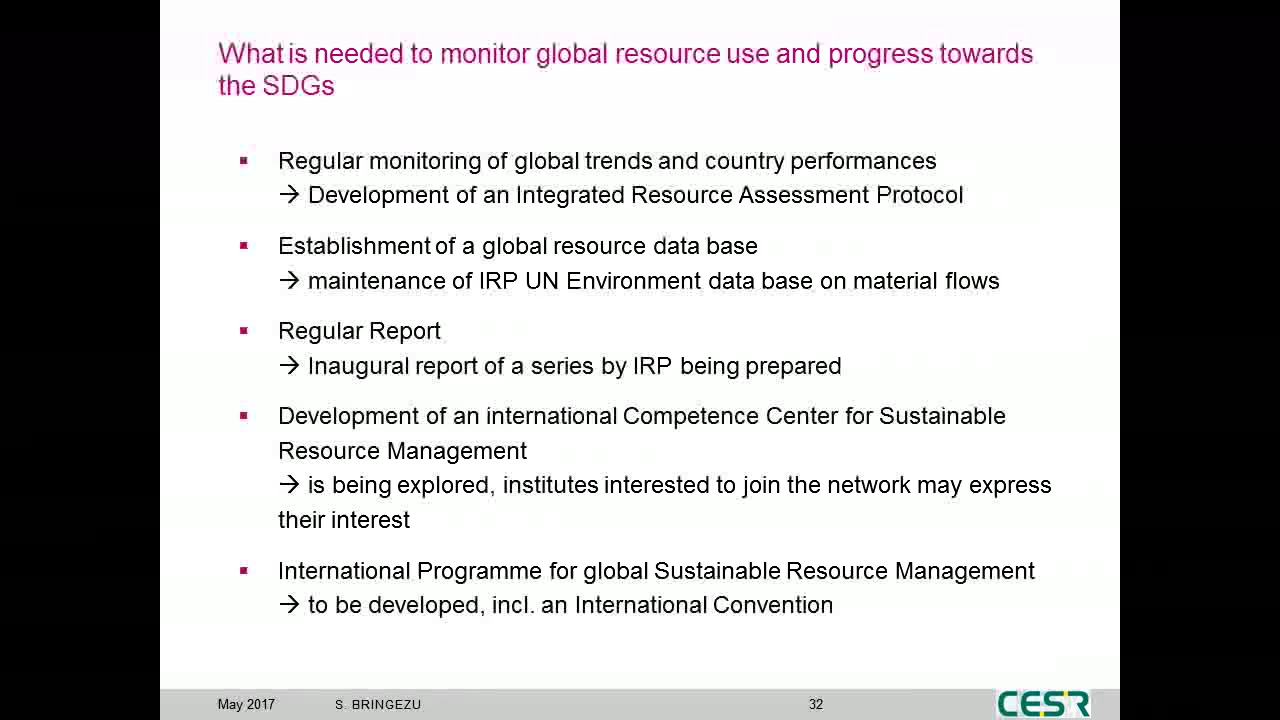 What is needed to monitor global resource use and progress towards
the SDGs
▪ Regular monitoring of global trends and country performances
→ Development of an Integrated Resource Assessment Protocol
▪ Establishment of a global resource data base
→ maintenance of IRP UN Environment data base on material flows
▪ Regular Report
→ Inaugural report of a series by IRP being prepared
▪ Development of an international Competence Center for Sustainable
Resource Management
→ is being explored, institutes interested to join the network may express
their interest
▪ International Programme for global Sustainable Resource Management
→ to be developed, incl. an International Convention
May 2017 S. BRINGEZU 32 CESR